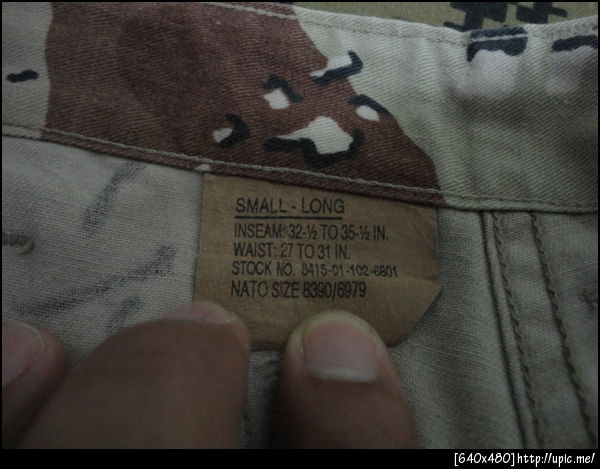 SMALL - LONG
INSEAM: 32-½ TO 35-½ IN.
WAIST: 27 TO 31 IN.
STOCK NO. 8415-01-102-6801
NATO SIZE 8390/6979
[640x480]http://upic.me/